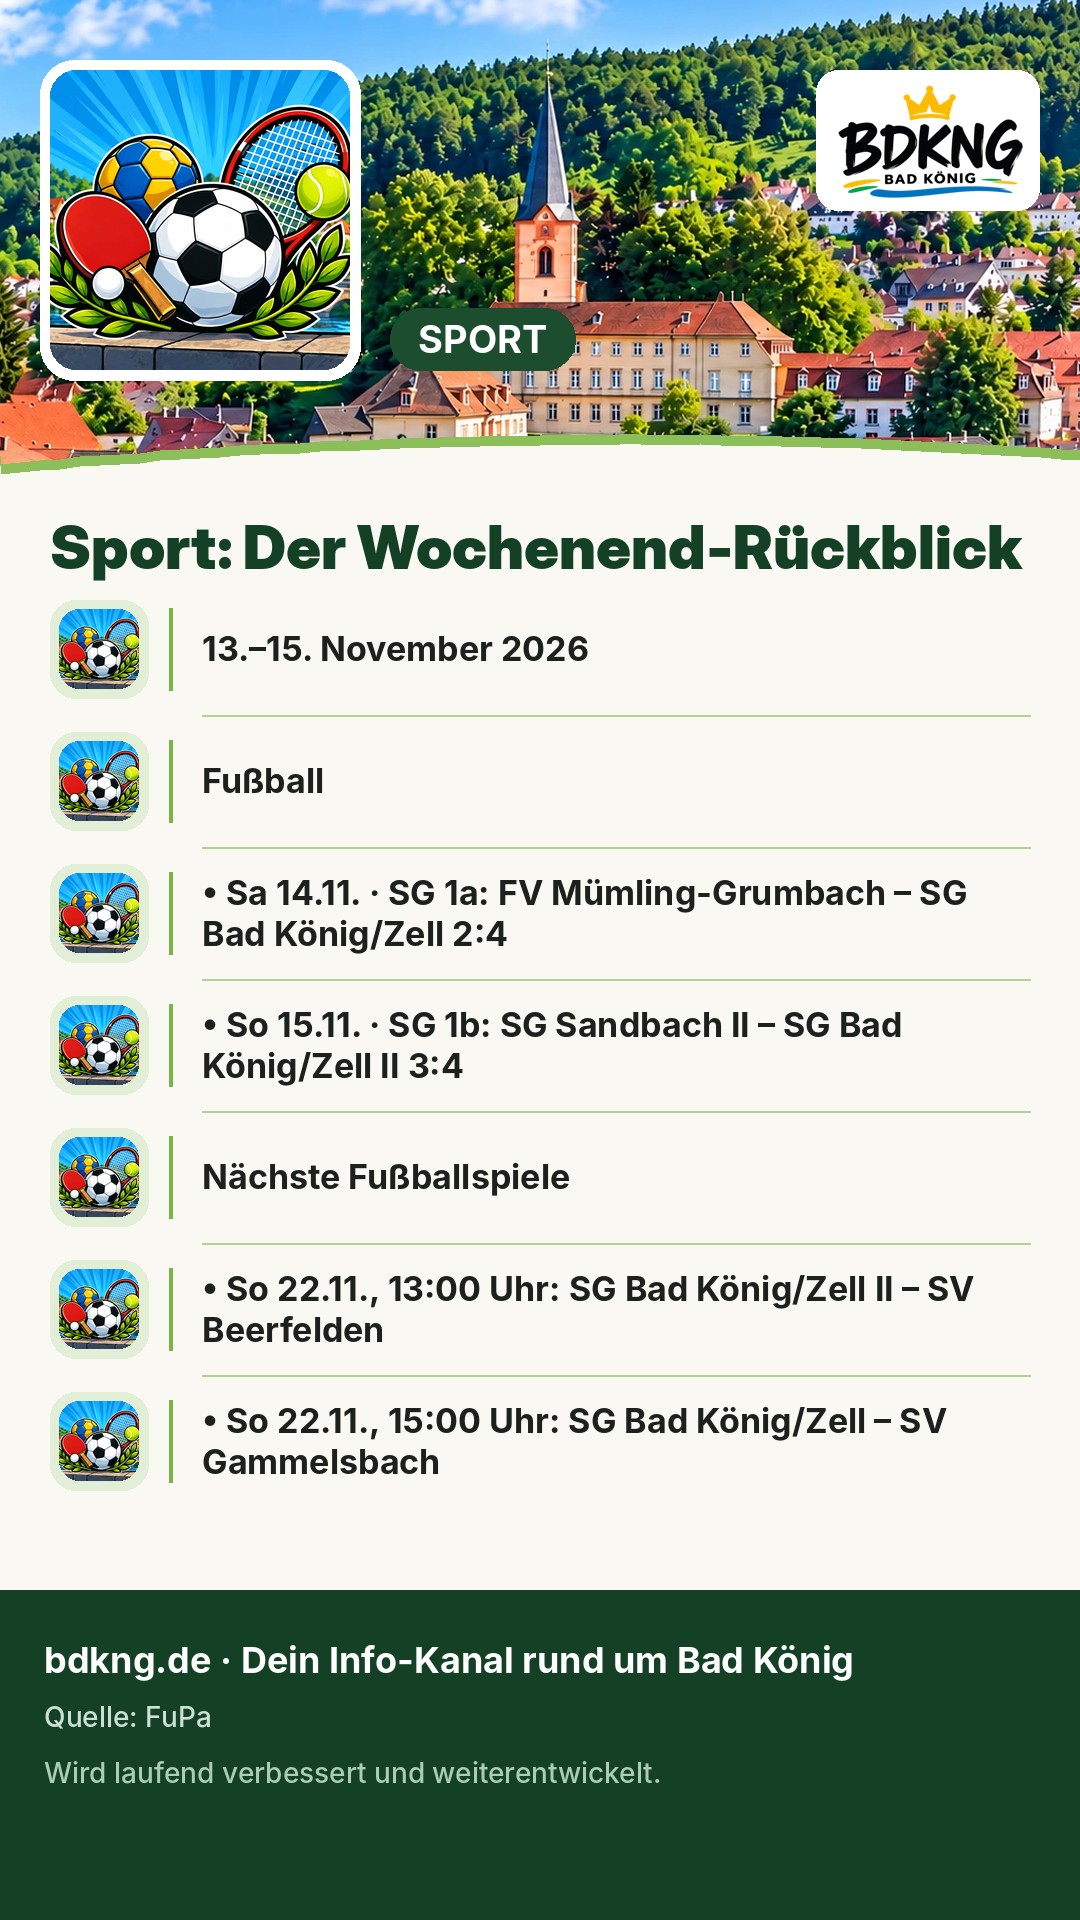 BDKNG
BAD KÖNIG
SPORT
Sport: Der Wochenend-Rückblick
13.–15. November 2026
Fußball
• Sa 14.11. · SG 1a: FV Mümling-Grumbach – SG
Bad König/Zell 2:4
• So 15.11. · SG 1b: SG Sandbach II – SG Bad
König/Zell II 3:4
Nächste Fußballspiele
• So 22.11., 13:00 Uhr: SG Bad König/Zell II – SV
Beerfelden
• So 22.11., 15:00 Uhr: SG Bad König/Zell – SV
Gammelsbach
bdkng.de · Dein Info-Kanal rund um Bad König
Quelle: FuPa
Wird laufend verbessert und weiterentwickelt.